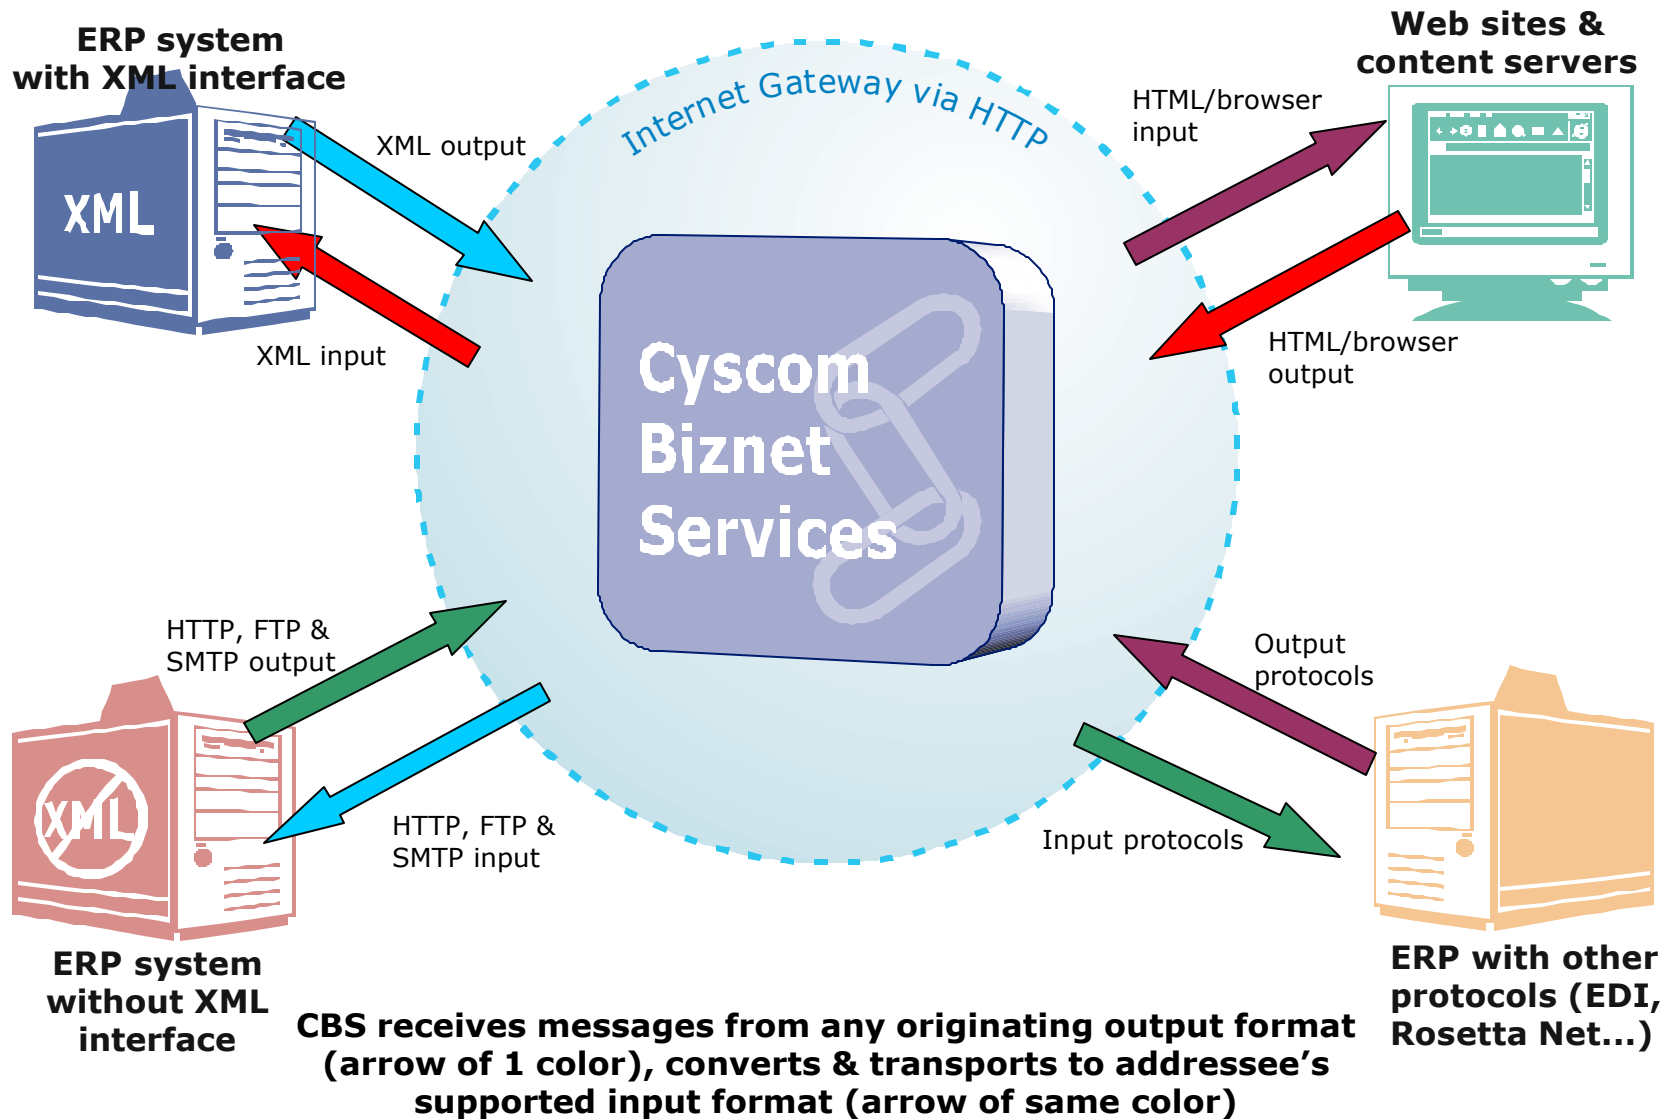 ERP system
with XML interface
XML
XML output
XML input
Internet Gateway via HTTP
Web sites &
content servers
HTML/browser
input
HTML/browser
output
Cyscom
Biznet
Services
HTTP, FTP &
SMTP output
XML
HTTP, FTP &
SMTP input
ERP system
without XML
interface
Output
protocols
Input protocols
ERP with other
protocols (EDI,
Rosetta Net...)
CBS receives messages from any originating output format
(arrow of 1 color), converts & transports to addressee’s
supported input format (arrow of same color)